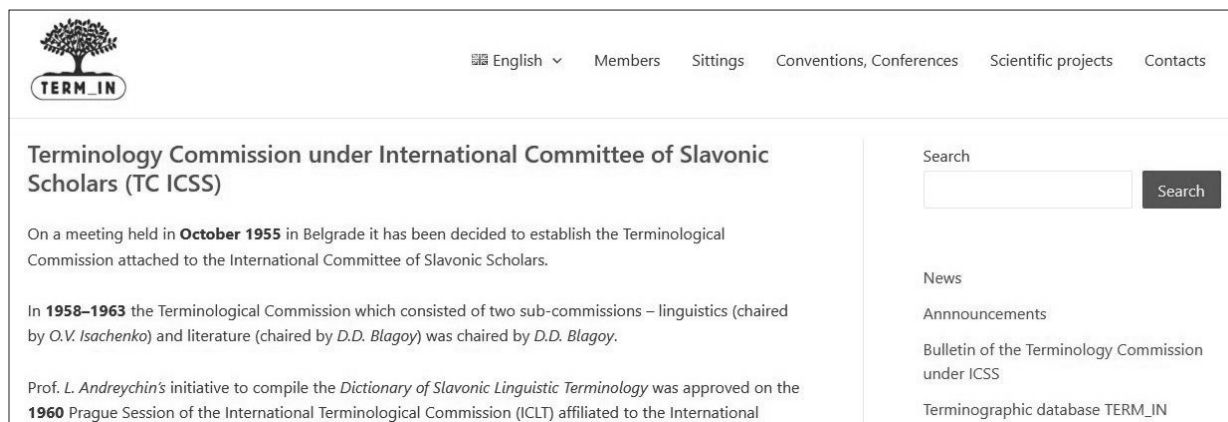 TERM_IN
English Members Sittings Conventions, Conferences Scientific projects Contacts
Terminology Commission under International Committee of Slavonic
Scholars (TC ICSS)
On a meeting held in October 1955 in Belgrade it has been decided to establish the Terminological
Commission attached to the International Committee of Slavonic Scholars.
In 1958–1963 the Terminological Commission which consisted of two sub-commissions – linguistics (chaired
by O.V. Isachenko) and literature (chaired by D.D. Blagoy) was chaired by D.D. Blagoy.
Prof. L. Andreychin's initiative to compile the Dictionary of Slavonic Linguistic Terminology was approved on the
1960 Prague Session of the International Terminological Commission (ICLT) affiliated to the International
Search
Search
News
Annnouncements
Bulletin of the Terminology Commission
under ICSS
Terminographic database TERM_IN